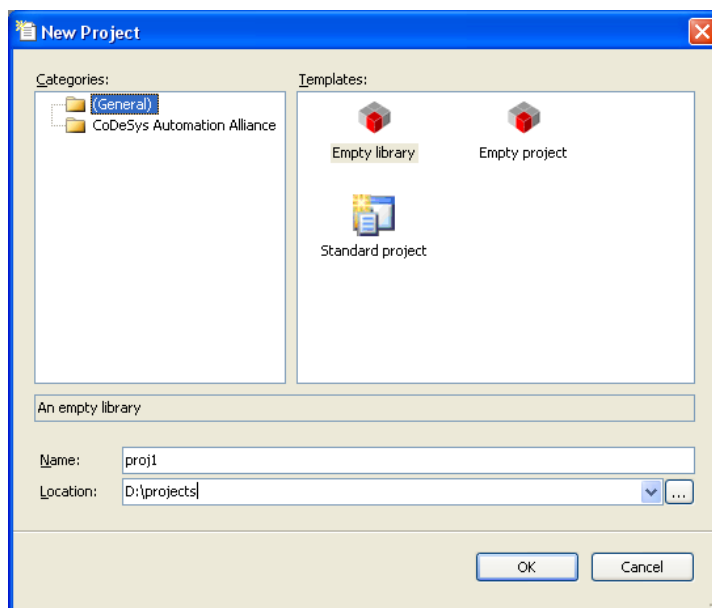 New Project
Categories:
(General)
CoDeSys Automation Alliance
Templates:
Empty library
Empty project
Standard project
An empty library
Name: proj1
Location: D:\projects
...
OK Cancel